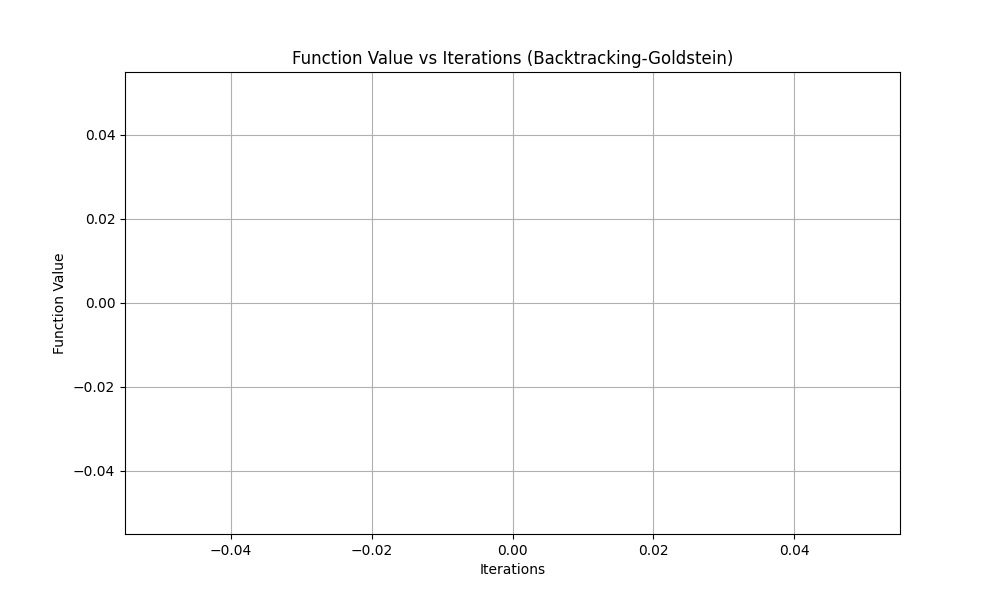 Function Value vs Iterations (Backtracking-Goldstein)
0.04
0.02
0.00
−0.02
−0.04
Function Value
−0.04 −0.02 0.00 0.02 0.04
Iterations